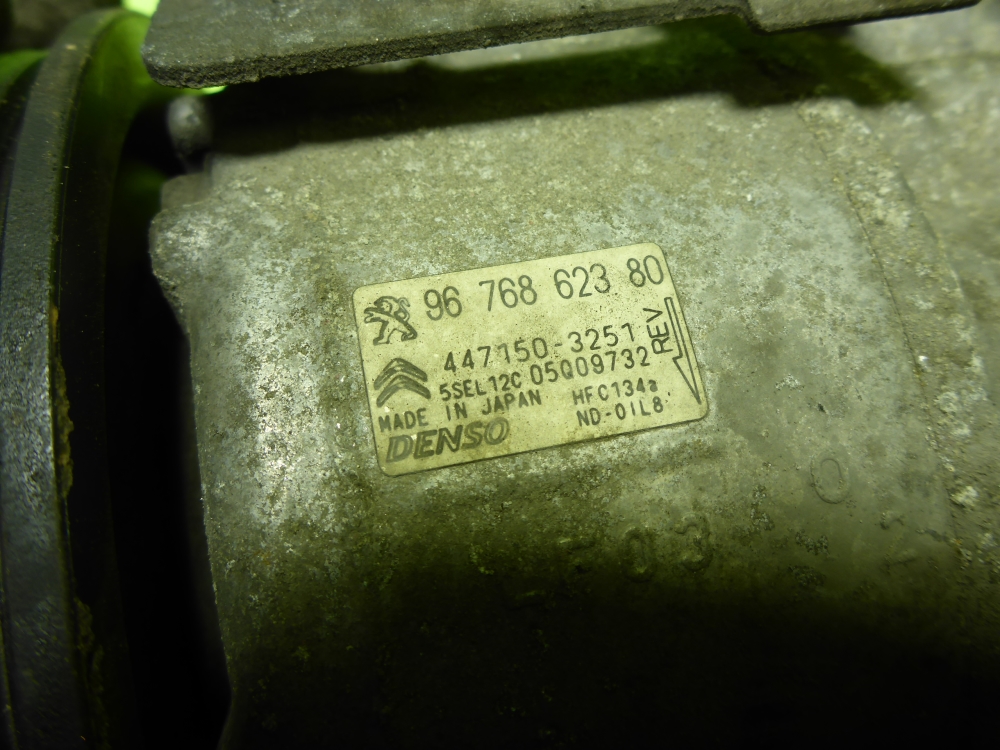 96 768 623 80
447150-3251
5SEL12C 05Q09732
REV
MADE IN JAPAN HFC134a
DENSO ND-OIL8